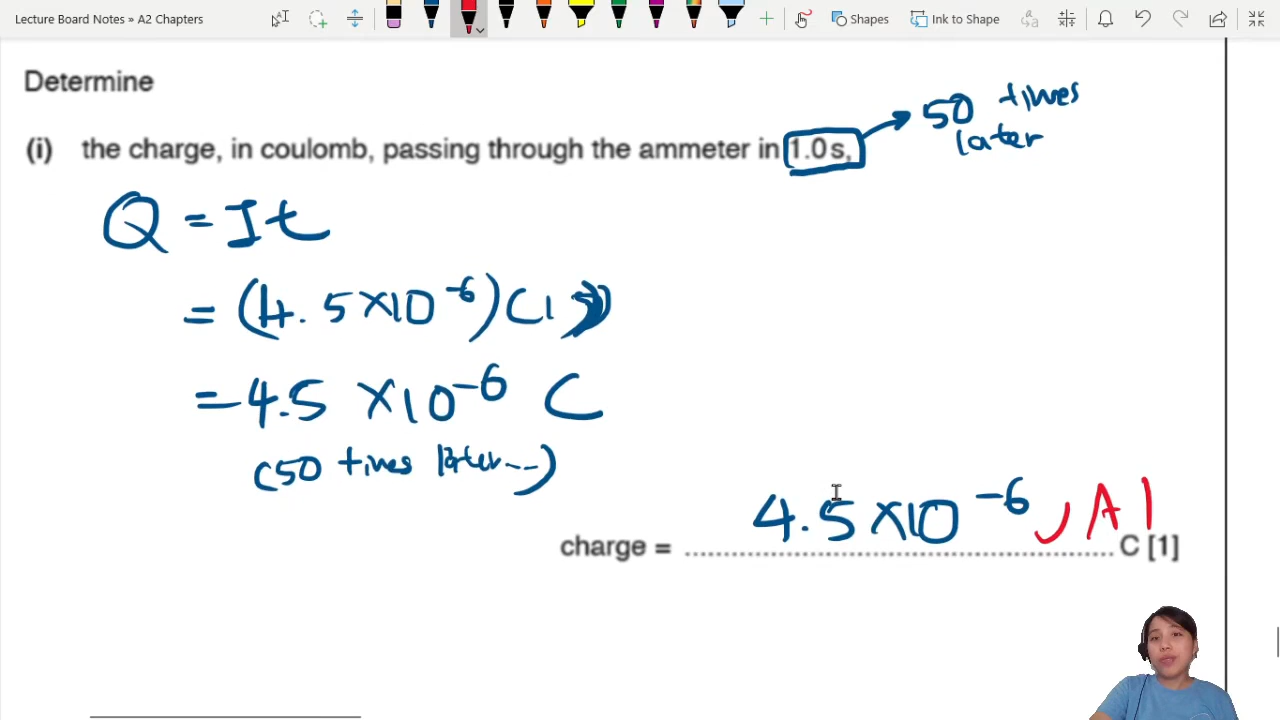 Lecture Board Notes » A2 Chapters
Shapes
Ink to Shape
Determine
50 times
later
(i) the charge, in coulomb, passing through the ammeter in 1.0 s,
Q = It
= (4.5×10⁻⁶)(1)
= 4.5 ×10⁻⁶ C
(50 times later...)
4.5×10⁻⁶ ✓ A1
charge = ........................................................ C [1]